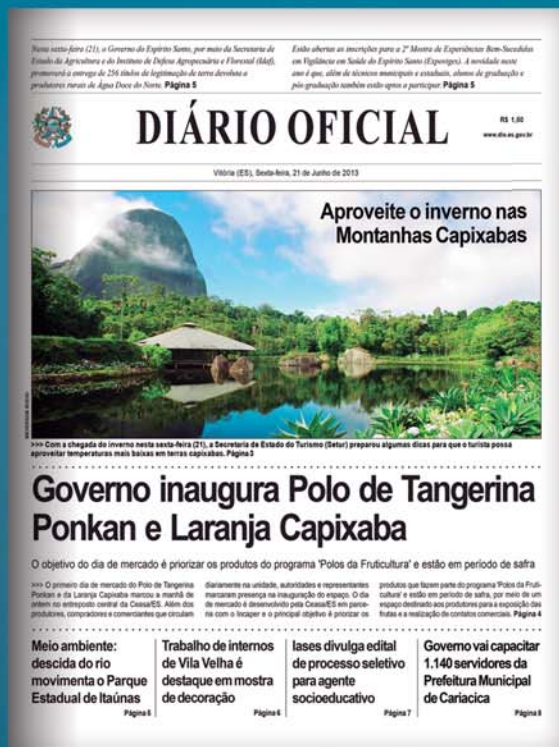 Nesta sexta-feira (21), o Governo do Espírito Santo, por meio da Secretaria de
Estado da Agricultura e do Instituto de Defesa Agropecuária e Florestal (Idaf),
promoverá a entrega de 256 títulos de legitimação de terra devoluta a
produtores rurais de Água Doce do Norte. Página 5
Estão abertas as inscrições para a 2ª Mostra de Experiências Bem-Sucedidas
em Vigilância em Saúde do Espírito Santo (Expoviges). A novidade neste
ano é que, além de técnicos municipais e estaduais, alunos de graduação e
pós-graduação também estão aptos a participar. Página 5
DIÁRIO OFICIAL
R$ 1,60
www.dio.es.gov.br
Vitória (ES), Sexta-feira, 21 de Junho de 2013
Aproveite o inverno nas
Montanhas Capixabas
>>> Com a chegada do inverno nesta sexta-feira (21), a Secretaria de Estado do Turismo (Setur) preparou algumas dicas para que o turista possa
aproveitar temperaturas mais baixas em terras capixabas. Página 3
Governo inaugura Polo de Tangerina
Ponkan e Laranja Capixaba
O objetivo do dia de mercado é priorizar os produtos do programa 'Polos da Fruticultura' e estão em período de safra
>>> O primeiro dia de mercado do Polo de Tangerina
Ponkan e da Laranja Capixaba marcou a manhã de
ontem no entreposto central da Ceasa/ES. Além dos
produtores, compradores e comerciantes que circulam
diariamente na unidade, autoridades e representantes
marcaram presença na inauguração do espaço. O dia
de mercado é desenvolvido pela Ceasa/ES em parce-
ria com o Incaper e o principal objetivo é priorizar os
produtos que fazem parte do programa 'Polos da Fruti-
cultura' e estão em período de safra, por meio de um
espaço destinado aos produtores para a exposição das
frutas e a realização de contatos comerciais. Página 4
Meio ambiente:
descida do rio
movimenta o Parque
Estadual de Itaúnas
Página 5
Trabalho de internos
de Vila Velha é
destaque em mostra
de decoração
Página 6
Iases divulga edital
de processo seletivo
para agente
socioeducativo
Página 7
Governo vai capacitar
1.140 servidores da
Prefeitura Municipal
de Cariacica
Página 8